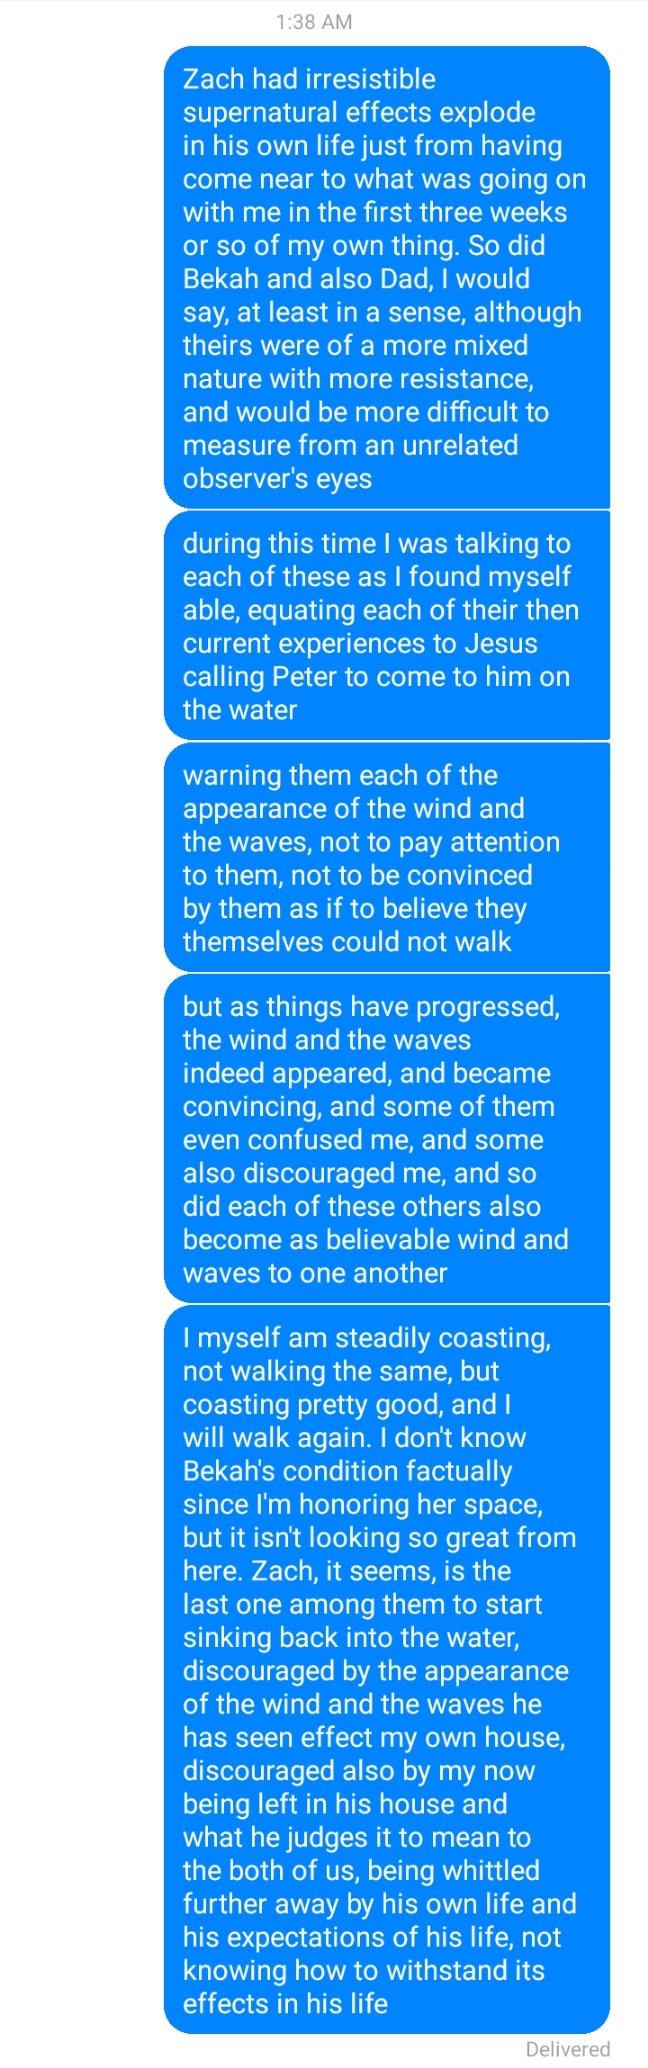 1:38 AM
Zach had irresistible
supernatural effects explode
in his own life just from having
come near to what was going on
with me in the first three weeks
or so of my own thing. So did
Bekah and also Dad, I would
say, at least in a sense, although
theirs were of a more mixed
nature with more resistance,
and would be more difficult to
measure from an unrelated
observer's eyes
during this time I was talking to
each of these as I found myself
able, equating each of their then
current experiences to Jesus
calling Peter to come to him on
the water
warning them each of the
appearance of the wind and
the waves, not to pay attention
to them, not to be convinced
by them as if to believe they
themselves could not walk
but as things have progressed,
the wind and the waves
indeed appeared, and became
convincing, and some of them
even confused me, and some
also discouraged me, and so
did each of these others also
become as believable wind and
waves to one another
I myself am steadily coasting,
not walking the same, but
coasting pretty good, and I
will walk again. I don't know
Bekah's condition factually
since I'm honoring her space,
but it isn't looking so great from
here. Zach, it seems, is the
last one among them to start
sinking back into the water,
discouraged by the appearance
of the wind and the waves he
has seen effect my own house,
discouraged also by my now
being left in his house and
what he judges it to mean to
the both of us, being whittled
further away by his own life and
his expectations of his life, not
knowing how to withstand its
effects in his life
Delivered